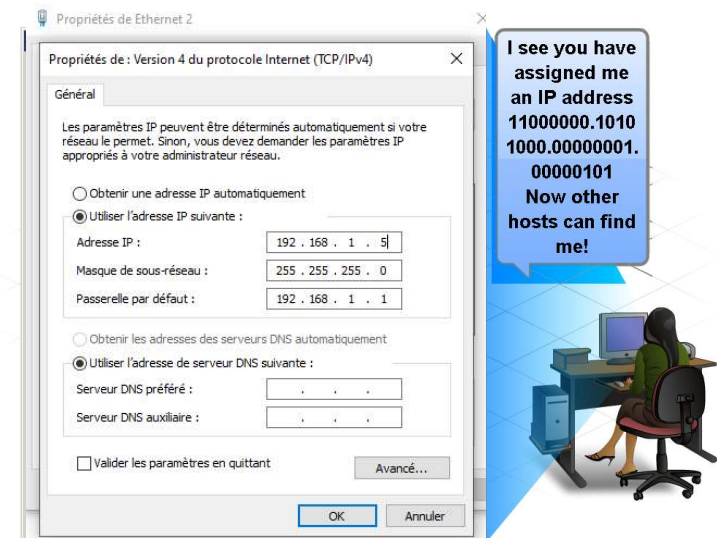 Propriétés de Ethernet 2
Propriétés de : Version 4 du protocole Internet (TCP/IPv4)
Général
Les paramètres IP peuvent être déterminés automatiquement si votre
réseau le permet. Sinon, vous devez demander les paramètres IP
appropriés à votre administrateur réseau.
Obtenir une adresse IP automatiquement
Utiliser l'adresse IP suivante :
Adresse IP : 192 . 168 . 1 . 5
Masque de sous-réseau : 255 . 255 . 255 . 0
Passerelle par défaut : 192 . 168 . 1 . 1
Obtenir les adresses des serveurs DNS automatiquement
Utiliser l'adresse de serveur DNS suivante :
Serveur DNS préféré : . . .
Serveur DNS auxiliaire : . . .
Valider les paramètres en quittant
Avancé...
OK Annuler
I see you have
assigned me
an IP address
11000000.1010
1000.00000001.
00000101
Now other
hosts can find
me!